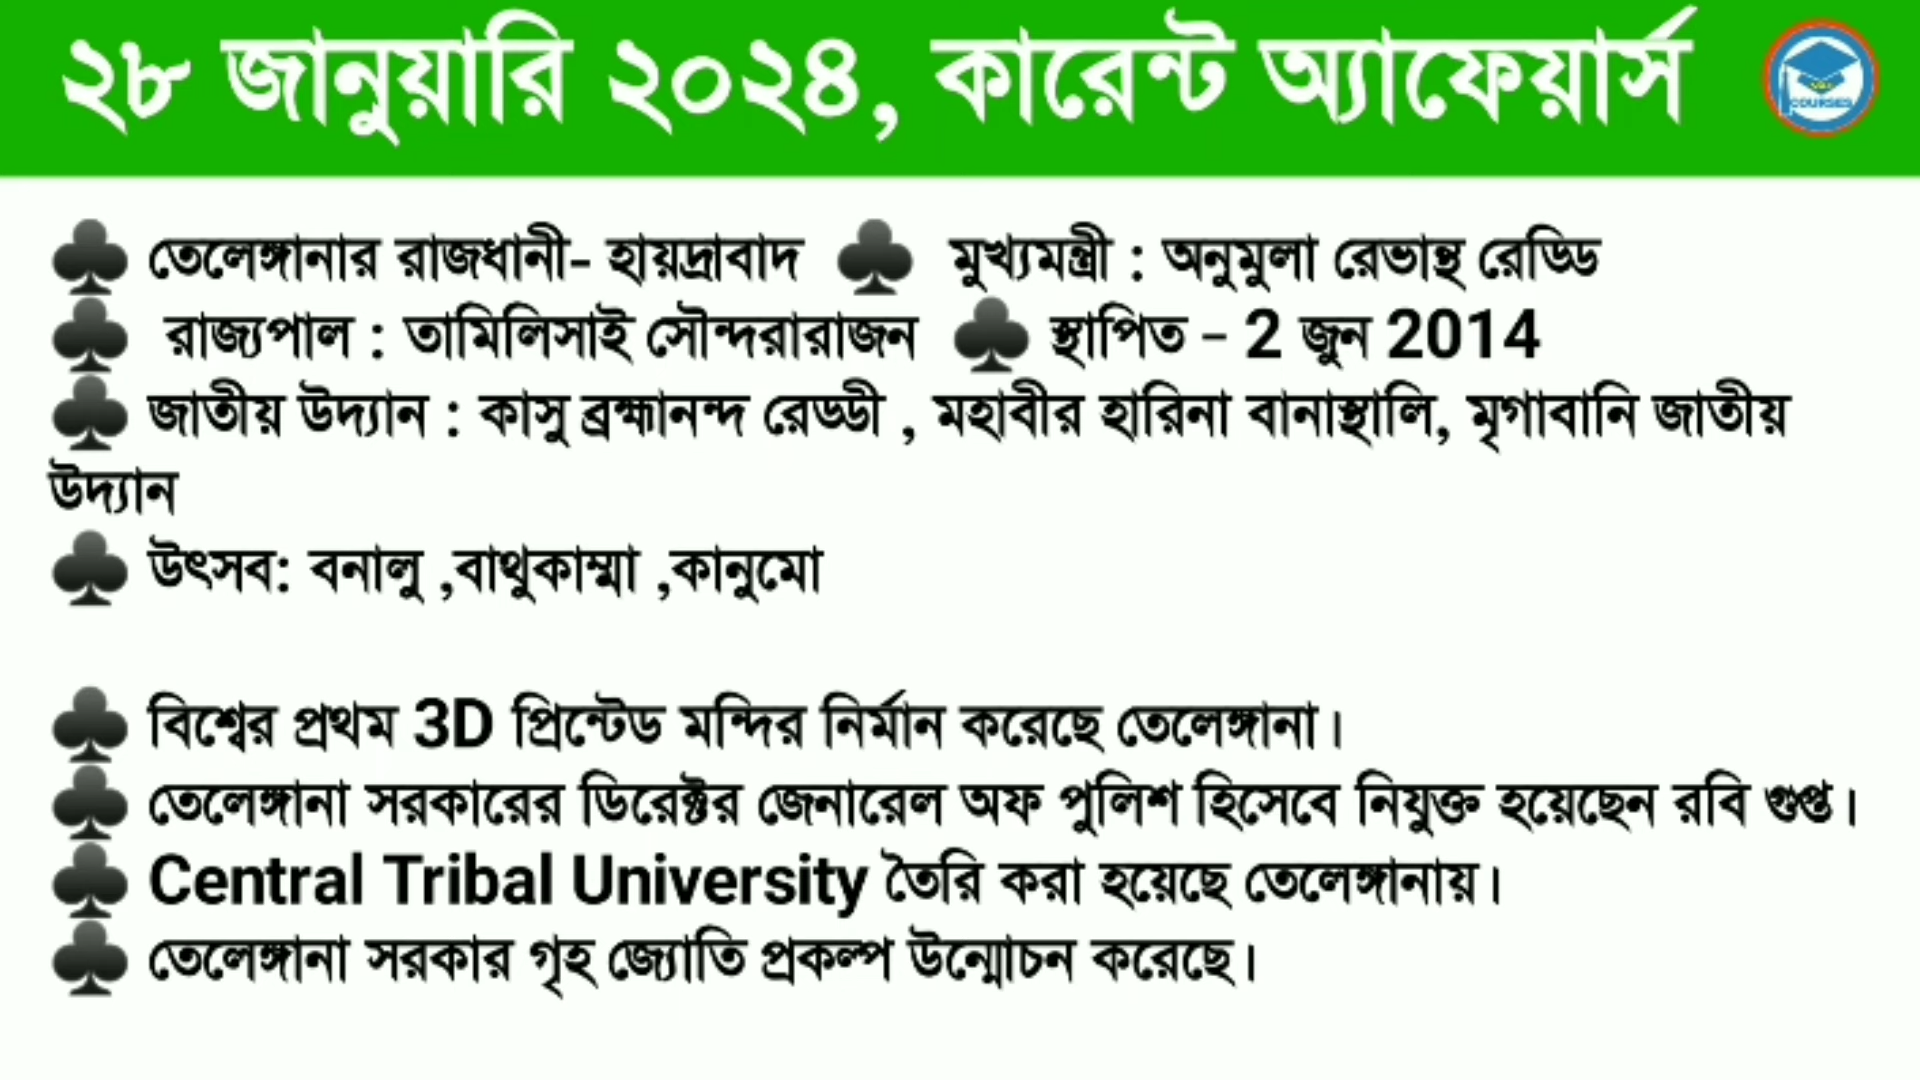 ২৮ জানুয়ারি ২০২৪, কারেন্ট অ্যাফেয়ার্স
COURSES
♣ তেলেঙ্গানার রাজধানী- হায়দ্রাবাদ ♣ মুখ্যমন্ত্রী : অনুমুলা রেভান্থ রেড্ডি
♣ রাজ্যপাল : তামিলিসাই সৌন্দরারাজন ♣ স্থাপিত – 2 জুন 2014
♣ জাতীয় উদ্যান : কাসু ব্রহ্মানন্দ রেড্ডী , মহাবীর হারিনা বানাস্থালি, মৃগাবানি জাতীয়
উদ্যান
♣ উৎসব: বনালু ,বাথুকাম্মা ,কানুমো
♣ বিশ্বের প্রথম 3D প্রিন্টেড মন্দির নির্মান করেছে তেলেঙ্গানা।
♣ তেলেঙ্গানা সরকারের ডিরেক্টর জেনারেল অফ পুলিশ হিসেবে নিযুক্ত হয়েছেন রবি গুপ্ত।
♣ Central Tribal University তৈরি করা হয়েছে তেলেঙ্গানায়।
♣ তেলেঙ্গানা সরকার গৃহ জ্যোতি প্রকল্প উন্মোচন করেছে।